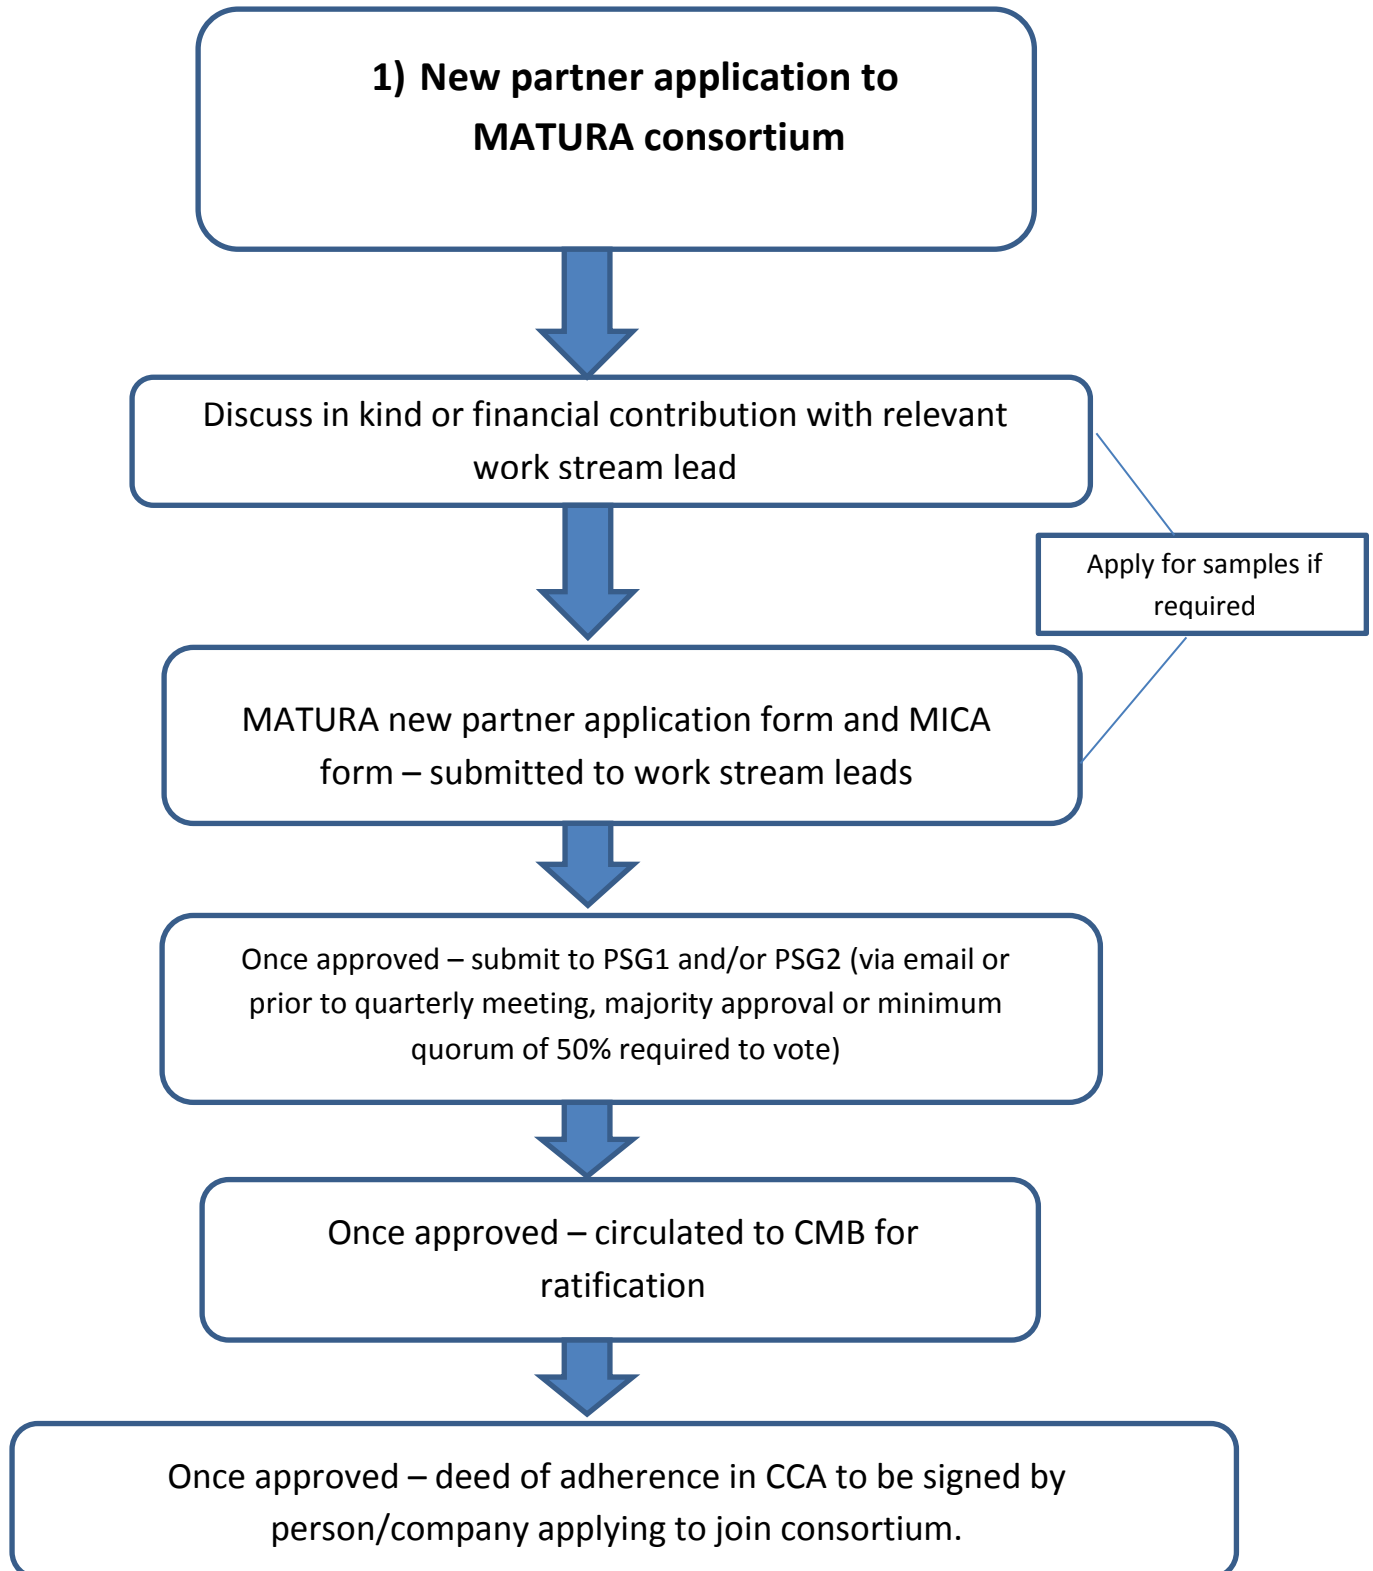 1) New partner application to
MATURA consortium
Discuss in kind or financial contribution with relevant
work stream lead
Apply for samples if
required
MATURA new partner application form and MICA
form – submitted to work stream leads
Once approved – submit to PSG1 and/or PSG2 (via email or
prior to quarterly meeting, majority approval or minimum
quorum of 50% required to vote)
Once approved – circulated to CMB for
ratification
Once approved – deed of adherence in CCA to be signed by
person/company applying to join consortium.